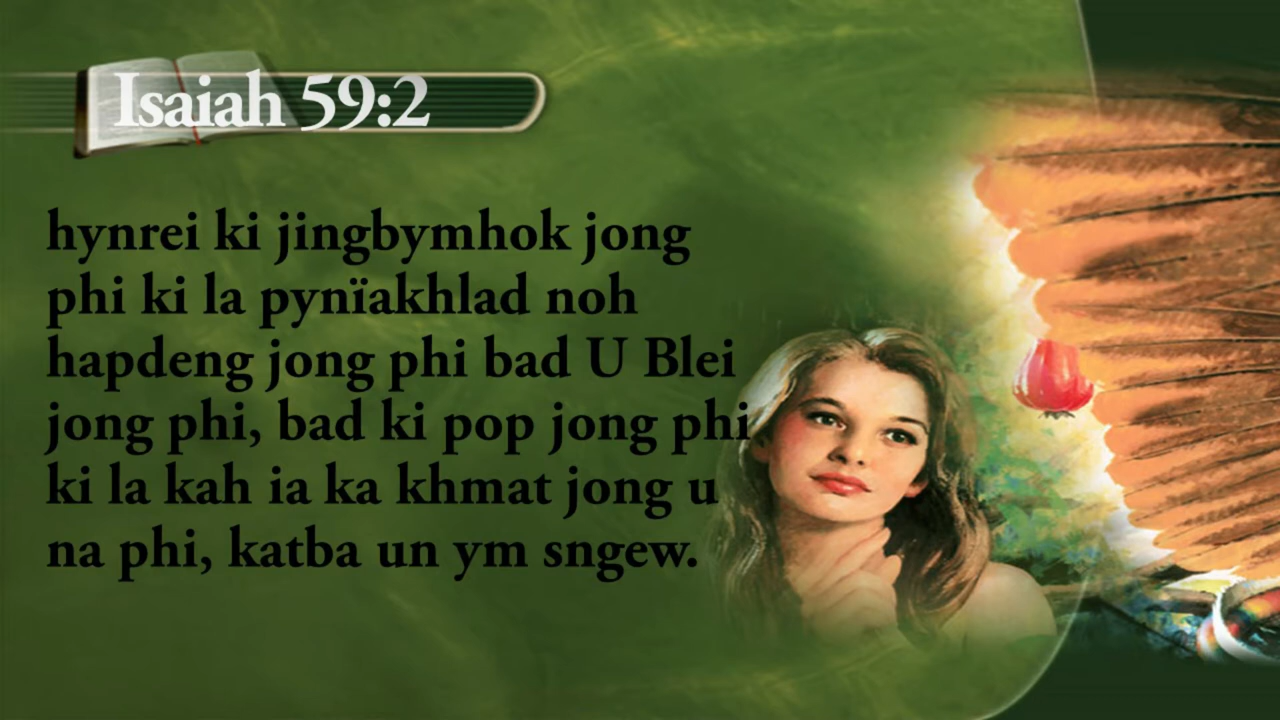 Isaiah 59:2
hynrei ki jingbymhok jong
phi ki la pynïakhlad noh
hapdeng jong phi bad U Blei
jong phi, bad ki pop jong phi
ki la kah ia ka khmat jong u
na phi, katba un ym sngew.